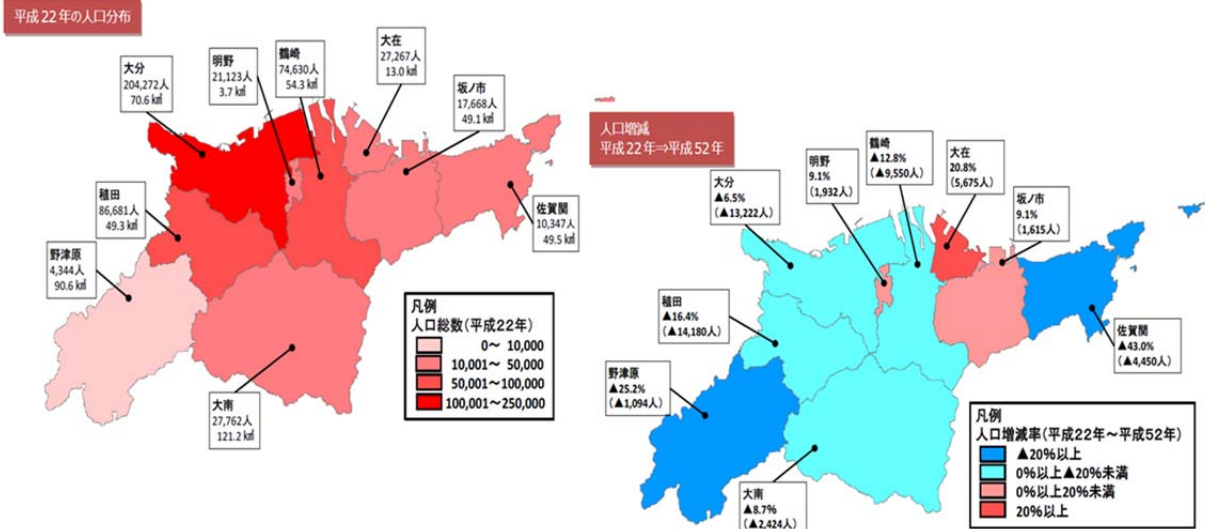 平成22年の人口分布
大分
204,272人
70.6㎢
明野
21,123人
3.7㎢
鶴崎
74,630人
54.3㎢
大在
27,267人
13.0㎢
坂ノ市
17,668人
49.1㎢
佐賀関
10,347人
49.5㎢
稙田
86,681人
49.3㎢
野津原
4,344人
90.6㎢
大南
27,762人
121.2㎢
凡例
人口総数(平成22年)
0～ 10,000
10,001～ 50,000
50,001～100,000
100,001～250,000
人口増減
平成22年⇒平成52年
大分
▲6.5%
(▲13,222人)
明野
9.1%
(1,932人)
鶴崎
▲12.8%
(▲9,550人)
大在
20.8%
(5,675人)
坂ノ市
9.1%
(1,615人)
佐賀関
▲43.0%
(▲4,450人)
稙田
▲16.4%
(▲14,180人)
野津原
▲25.2%
(▲1,094人)
大南
▲8.7%
(▲2,424人)
凡例
人口増減率(平成22年～平成52年)
▲20%以上
0%以上▲20%未満
0%以上20%未満
20%以上